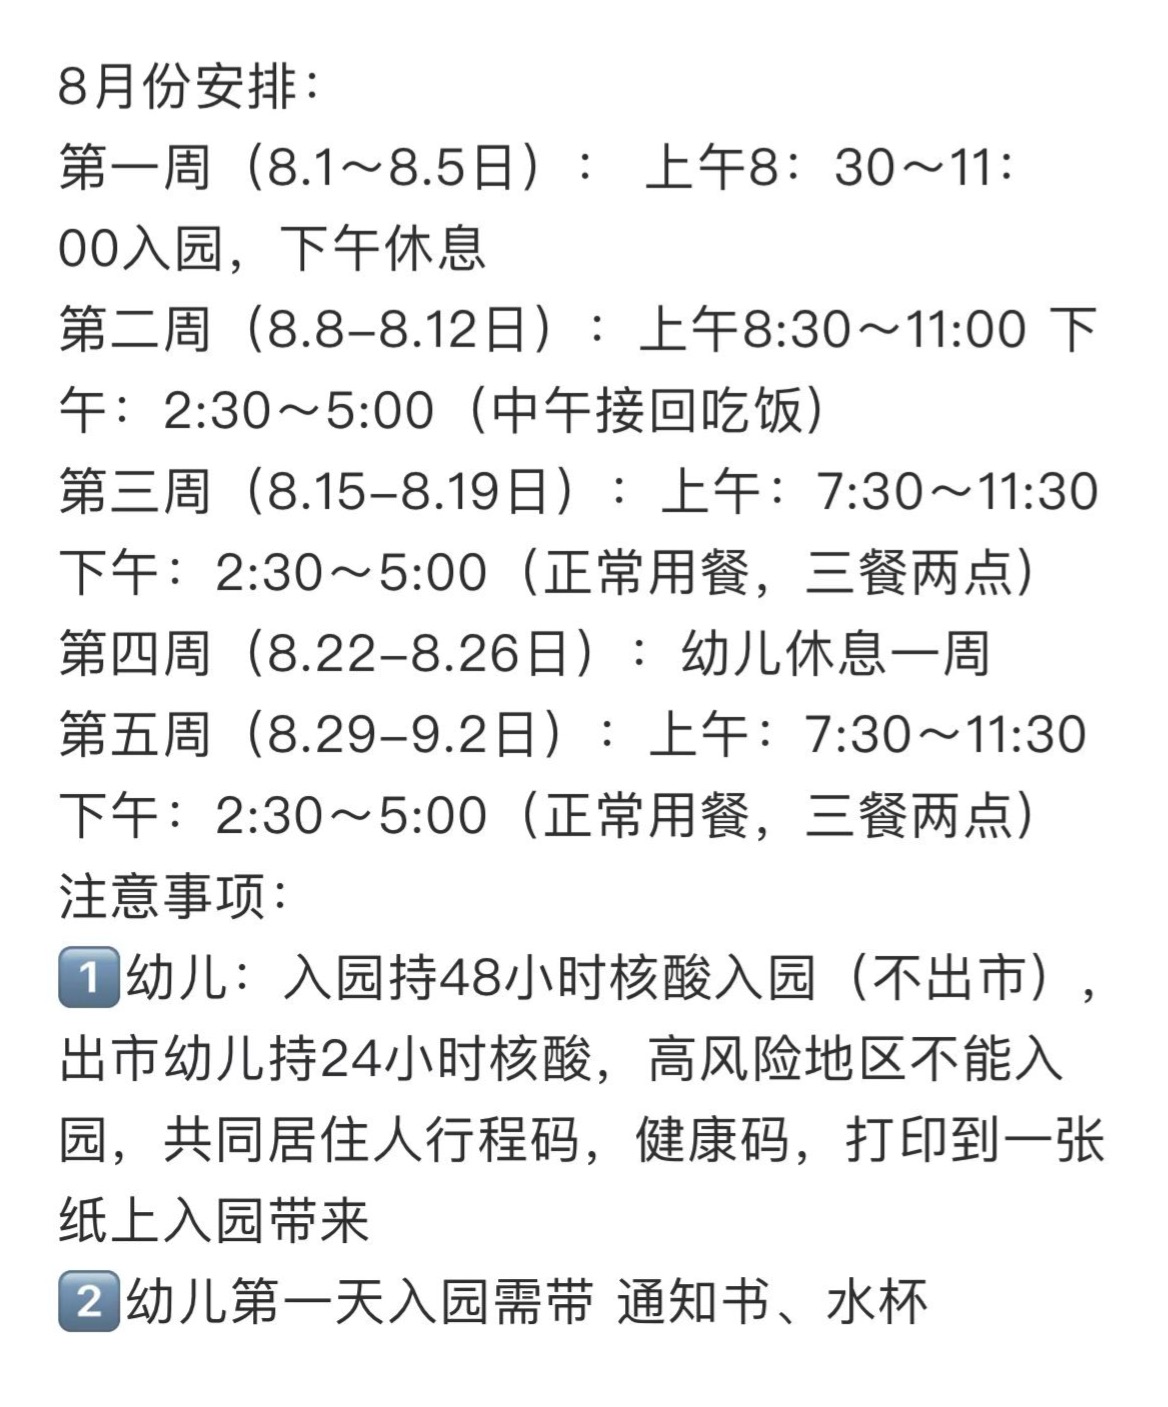 8月份安排：
第一周（8.1～8.5日）： 上午8：30～11：
00入园，下午休息
第二周（8.8–8.12日）：上午8:30～11:00 下
午：2:30～5:00（中午接回吃饭）
第三周（8.15–8.19日）：上午：7:30～11:30
下午：2:30～5:00（正常用餐，三餐两点）
第四周（8.22–8.26日）：幼儿休息一周
第五周（8.29–9.2日）：上午：7:30～11:30
下午：2:30～5:00（正常用餐，三餐两点）
注意事项：
1️⃣幼儿：入园持48小时核酸入园（不出市），
出市幼儿持24小时核酸，高风险地区不能入
园，共同居住人行程码，健康码，打印到一张
纸上入园带来
2️⃣幼儿第一天入园需带 通知书、水杯